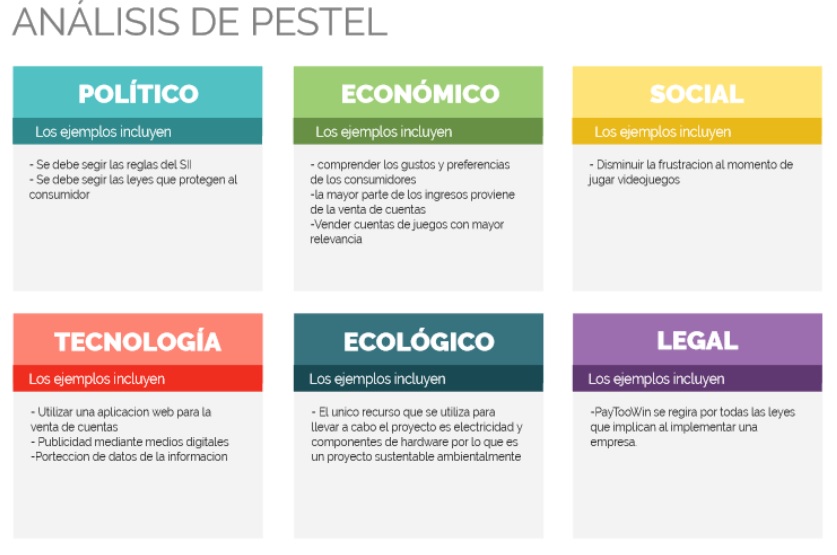 ANÁLISIS DE PESTEL
POLÍTICO
Los ejemplos incluyen
- Se debe segir las reglas del SII
- Se debe segir las leyes que protegen al
consumidor
ECONÓMICO
Los ejemplos incluyen
- comprender los gustos y preferencias
de los consumidores
-la mayor parte de los ingresos proviene
de la venta de cuentas
-Vender cuentas de juegos con mayor
relevancia
SOCIAL
Los ejemplos incluyen
- Disminuir la frustracion al momento de
jugar videojuegos
TECNOLOGÍA
Los ejemplos incluyen
- Utilizar una aplicacion web para la
venta de cuentas
- Publicidad mediante medios digitales
-Porteccion de datos de la informacion
ECOLÓGICO
Los ejemplos incluyen
- El unico recurso que se utiliza para
llevar a cabo el proyecto es electricidad y
componentes de hardware por lo que es
un proyecto sustentable ambientalmente
LEGAL
Los ejemplos incluyen
-PayTooWin se regira por todas las leyes
que implican al implementar una
empresa.